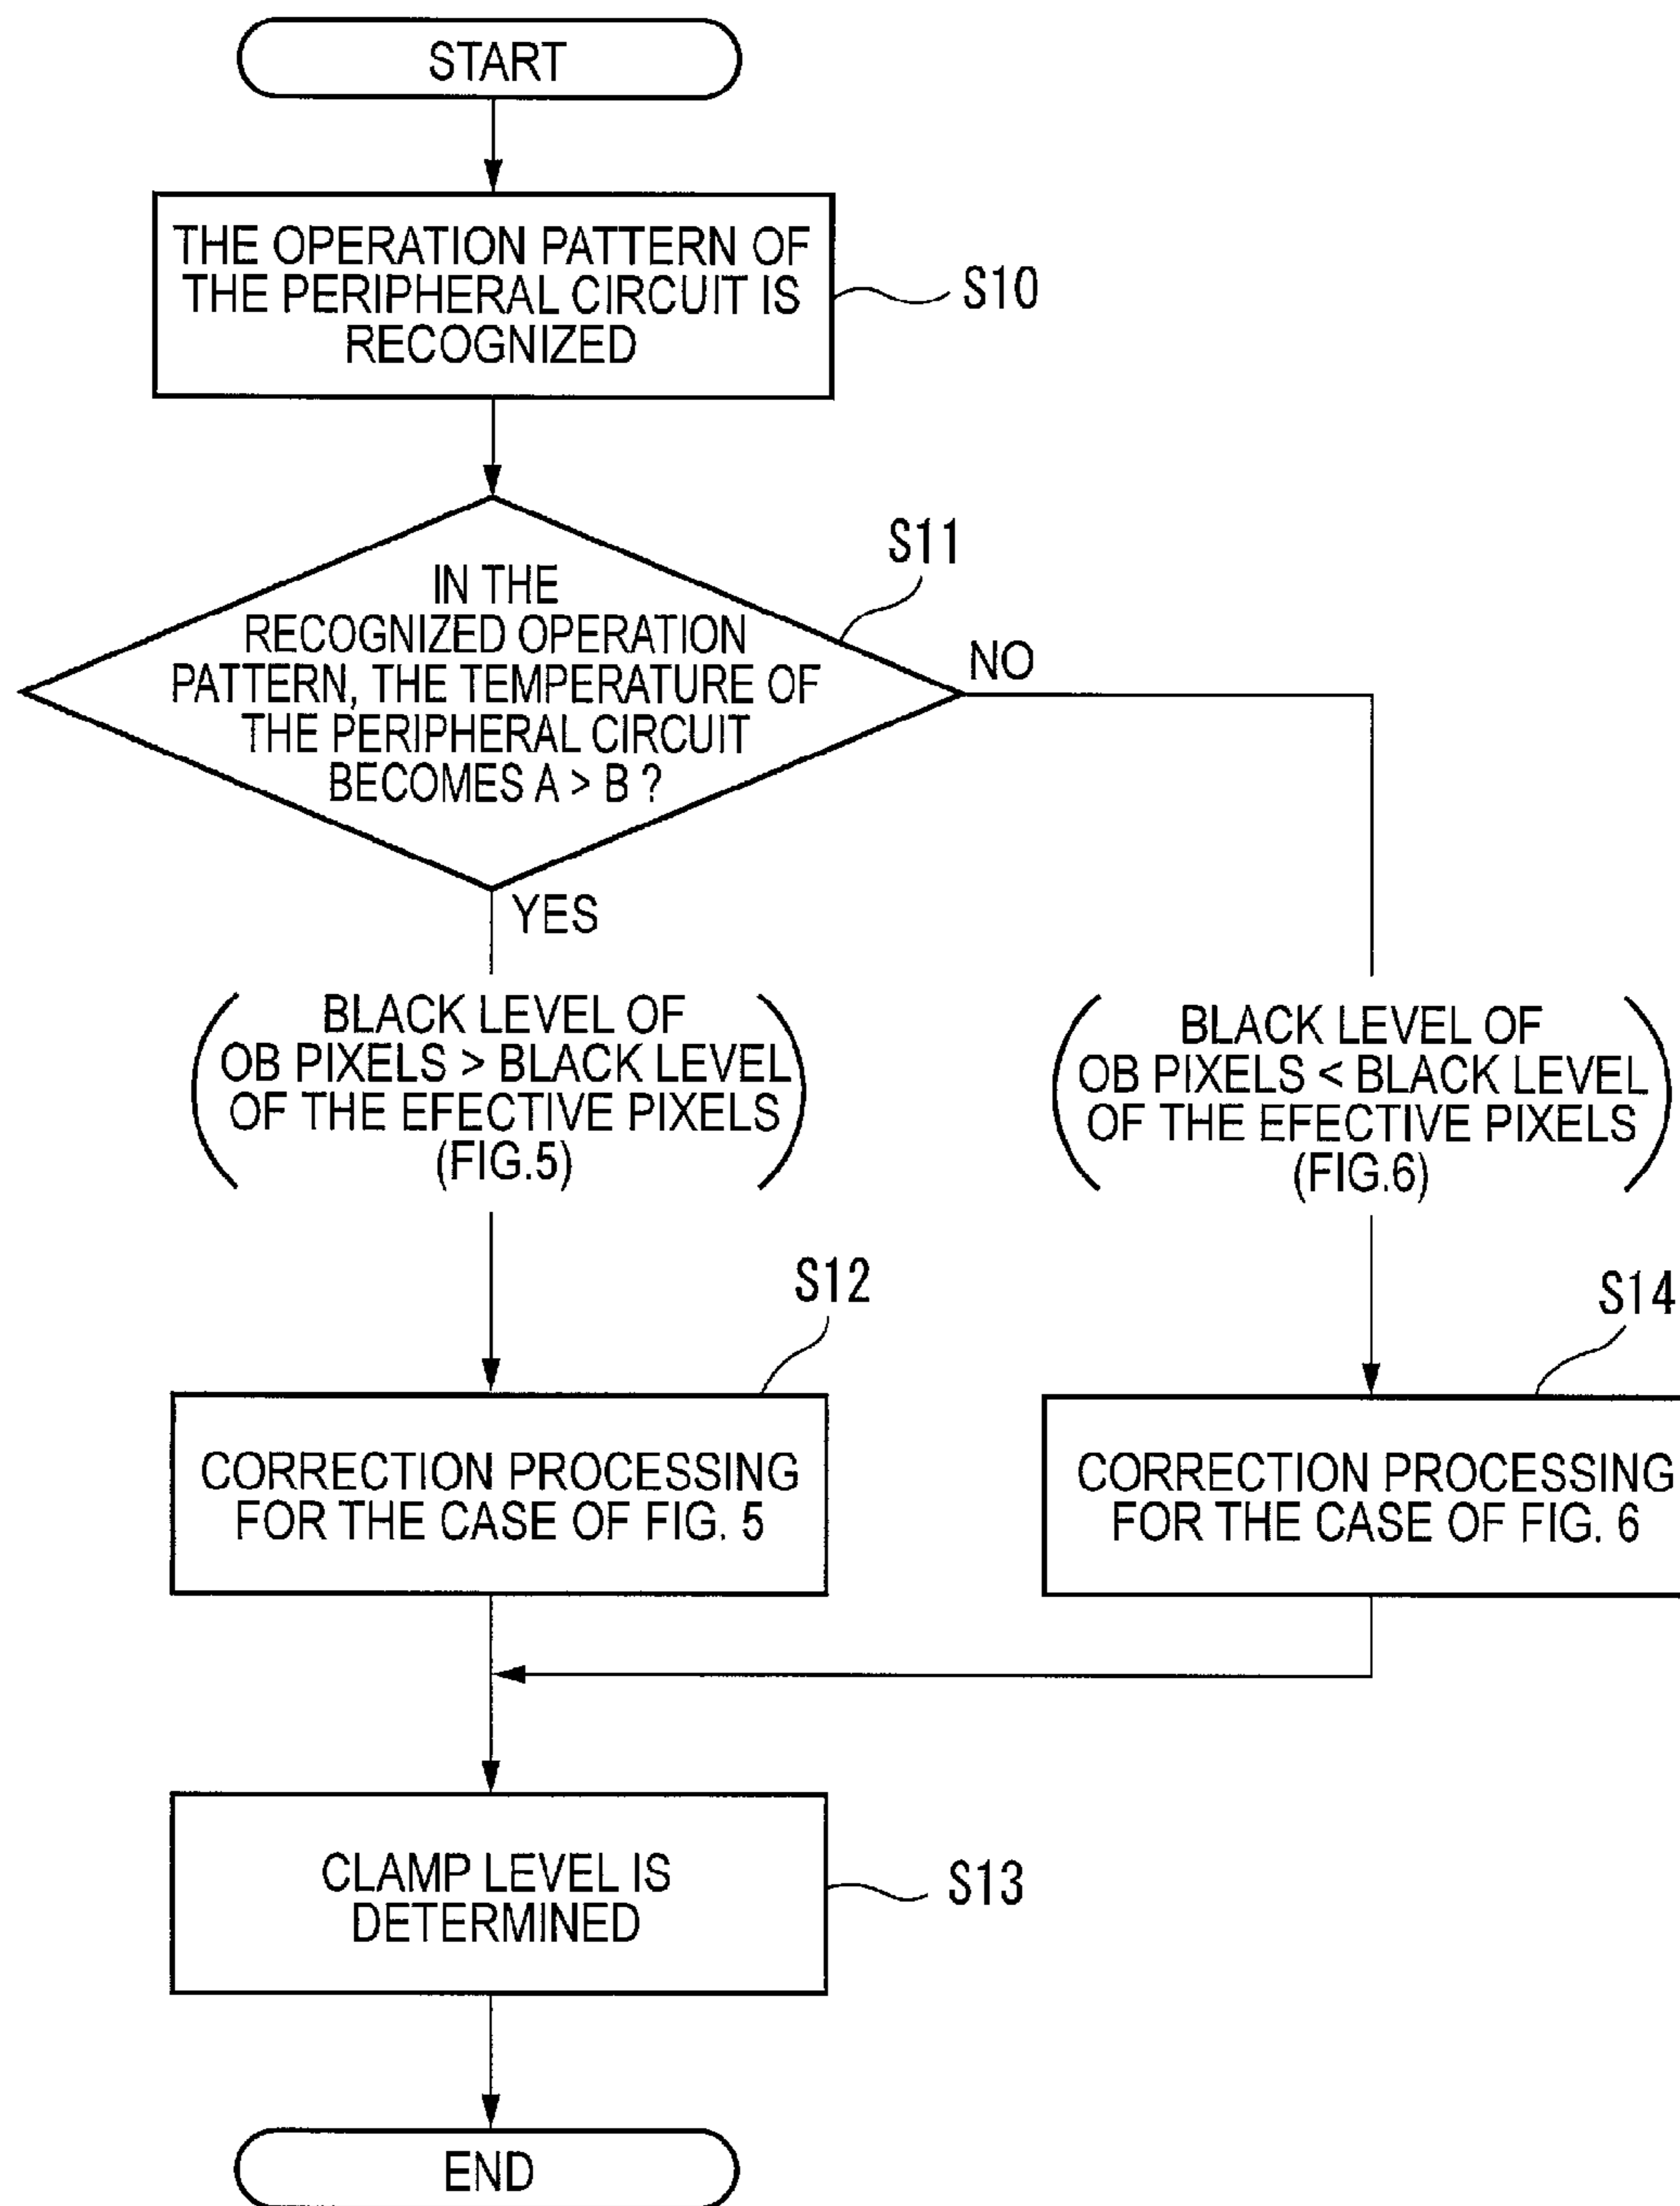 START
THE OPERATION PATTERN OF
THE PERIPHERAL CIRCUIT IS
RECOGNIZED
S10
S11
IN THE
RECOGNIZED OPERATION
PATTERN, THE TEMPERATURE OF
THE PERIPHERAL CIRCUIT
BECOMES A > B ?
NO
YES
BLACK LEVEL OF
OB PIXELS > BLACK LEVEL
OF THE EFECTIVE PIXELS
(FIG.5)
BLACK LEVEL OF
OB PIXELS < BLACK LEVEL
OF THE EFECTIVE PIXELS
(FIG.6)
S12
CORRECTION PROCESSING
FOR THE CASE OF FIG. 5
S14
CORRECTION PROCESSING
FOR THE CASE OF FIG. 6
CLAMP LEVEL IS
DETERMINED
S13
END